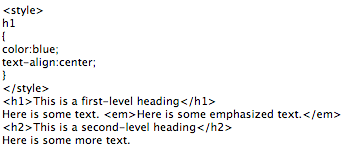 <style>
h1
{
color:blue;
text-align:center;
}
</style>
<h1>This is a first-level heading</h1>
Here is some text. <em>Here is some emphasized text.</em>
<h2>This is a second-level heading</h2>
Here is some more text.